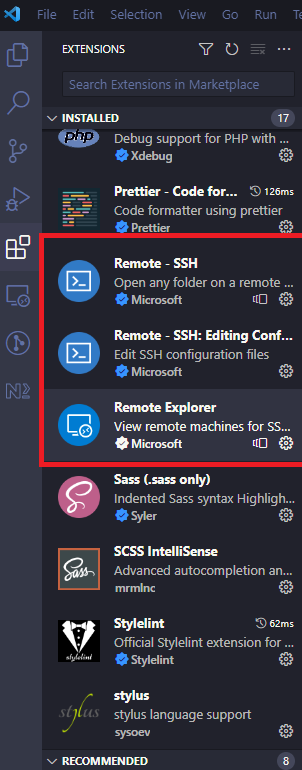 File Edit Selection View Go Run
EXTENSIONS
Search Extensions in Marketplace
INSTALLED 17
php
Debug support for PHP with ...
Xdebug
Prettier - Code for... 126ms
Code formatter using prettier
Prettier
Remote - SSH
Open any folder on a remote ...
Microsoft
Remote - SSH: Editing Conf...
Edit SSH configuration files
Microsoft
Remote Explorer
View remote machines for SS...
Microsoft
Sass (.sass only)
Indented Sass syntax Highligh...
Syler
SCSS IntelliSense
Sass
Advanced autocompletion an...
mrmlnc
Stylelint 62ms
Official Stylelint extension for ...
stylelint
Stylelint
stylus
stylus
stylus language support
sysoev
RECOMMENDED 8